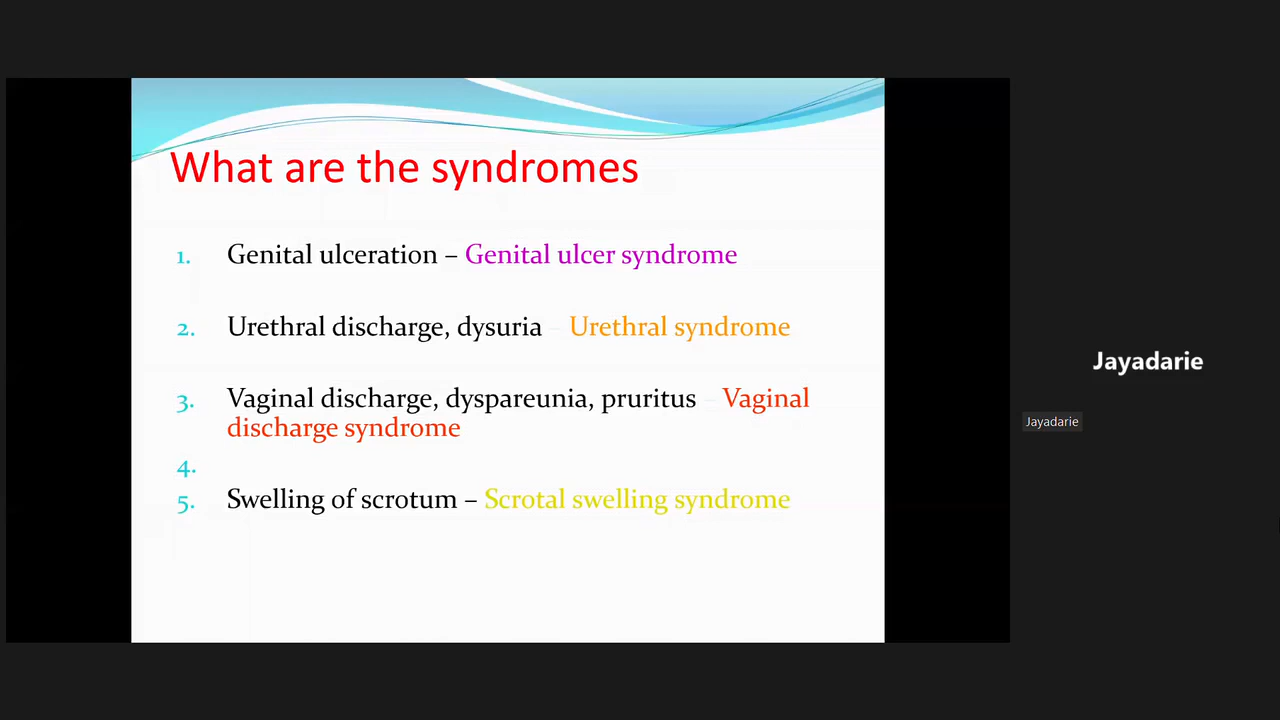 What are the syndromes
1. Genital ulceration – Genital ulcer syndrome
2. Urethral discharge, dysuria – Urethral syndrome
3. Vaginal discharge, dyspareunia, pruritus – Vaginal
discharge syndrome
4.
5. Swelling of scrotum – Scrotal swelling syndrome
Jayadarie
Jayadarie